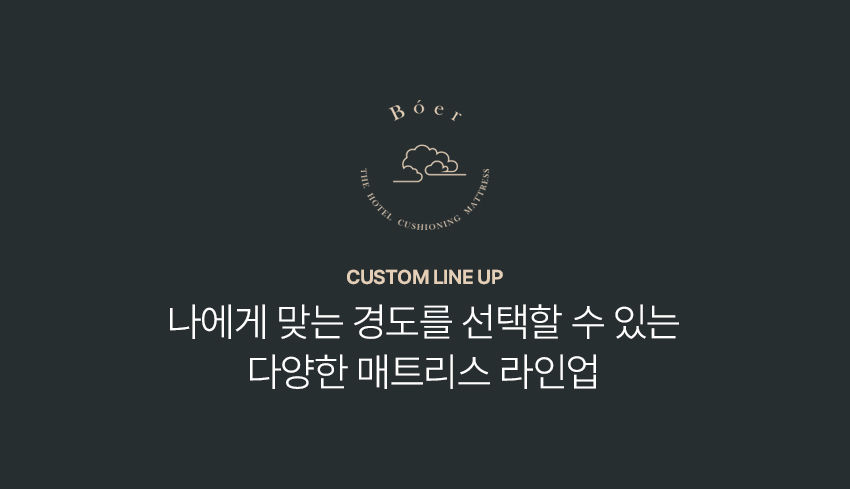 Bóer
THE HOTEL CUSHIONING MATTRESS
CUSTOM LINE UP
나에게 맞는 경도를 선택할 수 있는
다양한 매트리스 라인업